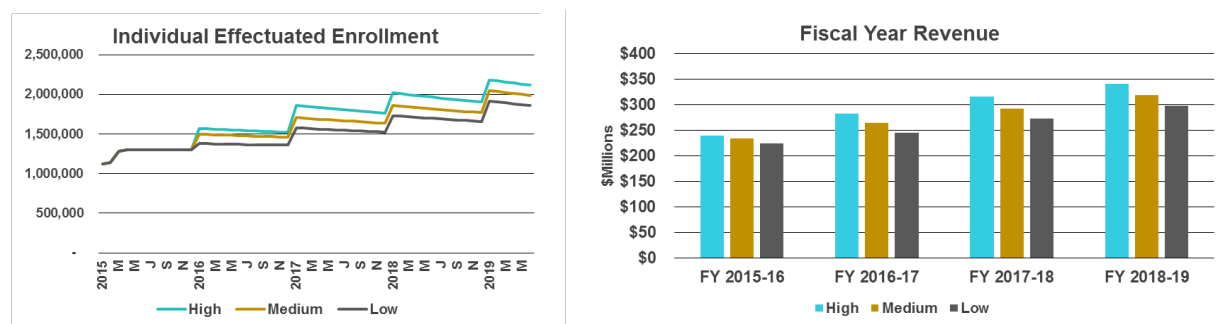 Individual Effectuated Enrollment
2,500,000
2,000,000
1,500,000
1,000,000
500,000
-
2015 M M J S N 2016 M M J S N 2017 M M J S N 2018 M M J S N 2019 M M
High Medium Low
Fiscal Year Revenue
$Millions
$400
$350
$300
$250
$200
$150
$100
$50
$0
FY 2015-16 FY 2016-17 FY 2017-18 FY 2018-19
High Medium Low